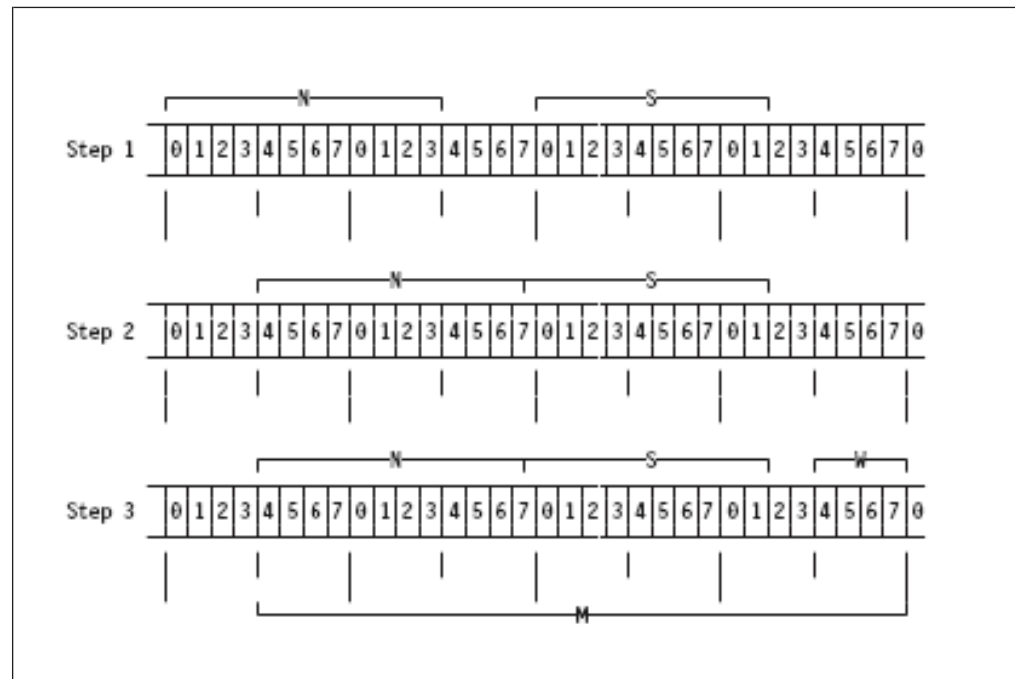 N S
Step 1 0 1 2 3 4 5 6 7 0 1 2 3 4 5 6 7 0 1 2 3 4 5 6 7 0 1 2 3 4 5 6 7 0
N S
Step 2 0 1 2 3 4 5 6 7 0 1 2 3 4 5 6 7 0 1 2 3 4 5 6 7 0 1 2 3 4 5 6 7 0
N S W
Step 3 0 1 2 3 4 5 6 7 0 1 2 3 4 5 6 7 0 1 2 3 4 5 6 7 0 1 2 3 4 5 6 7 0
M